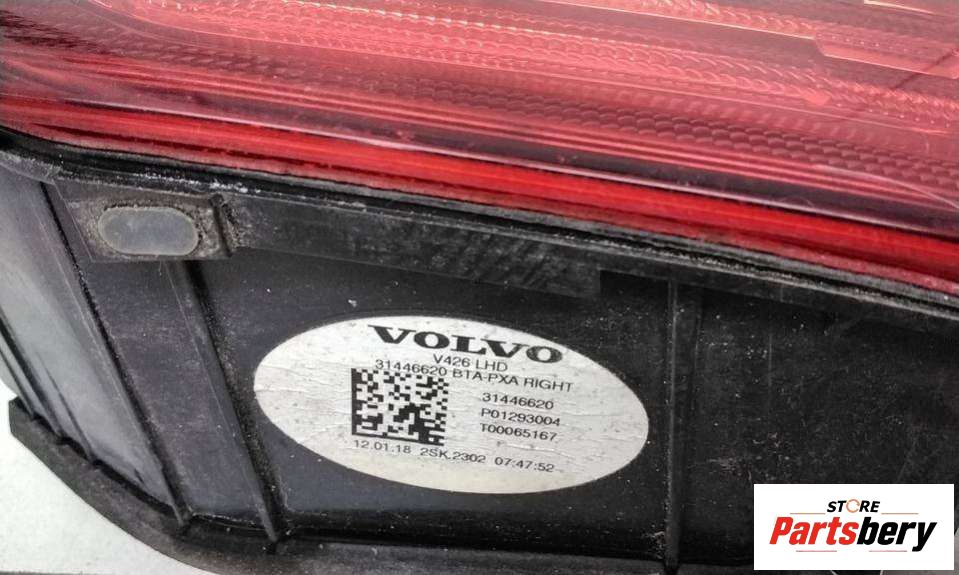 VOLVO
V426 LHD
31446620 BTA-PXA RIGHT
31446620
P01293004
T00065167
12.01.18 2SK.2302 07:47:52
STORE
Partsbery